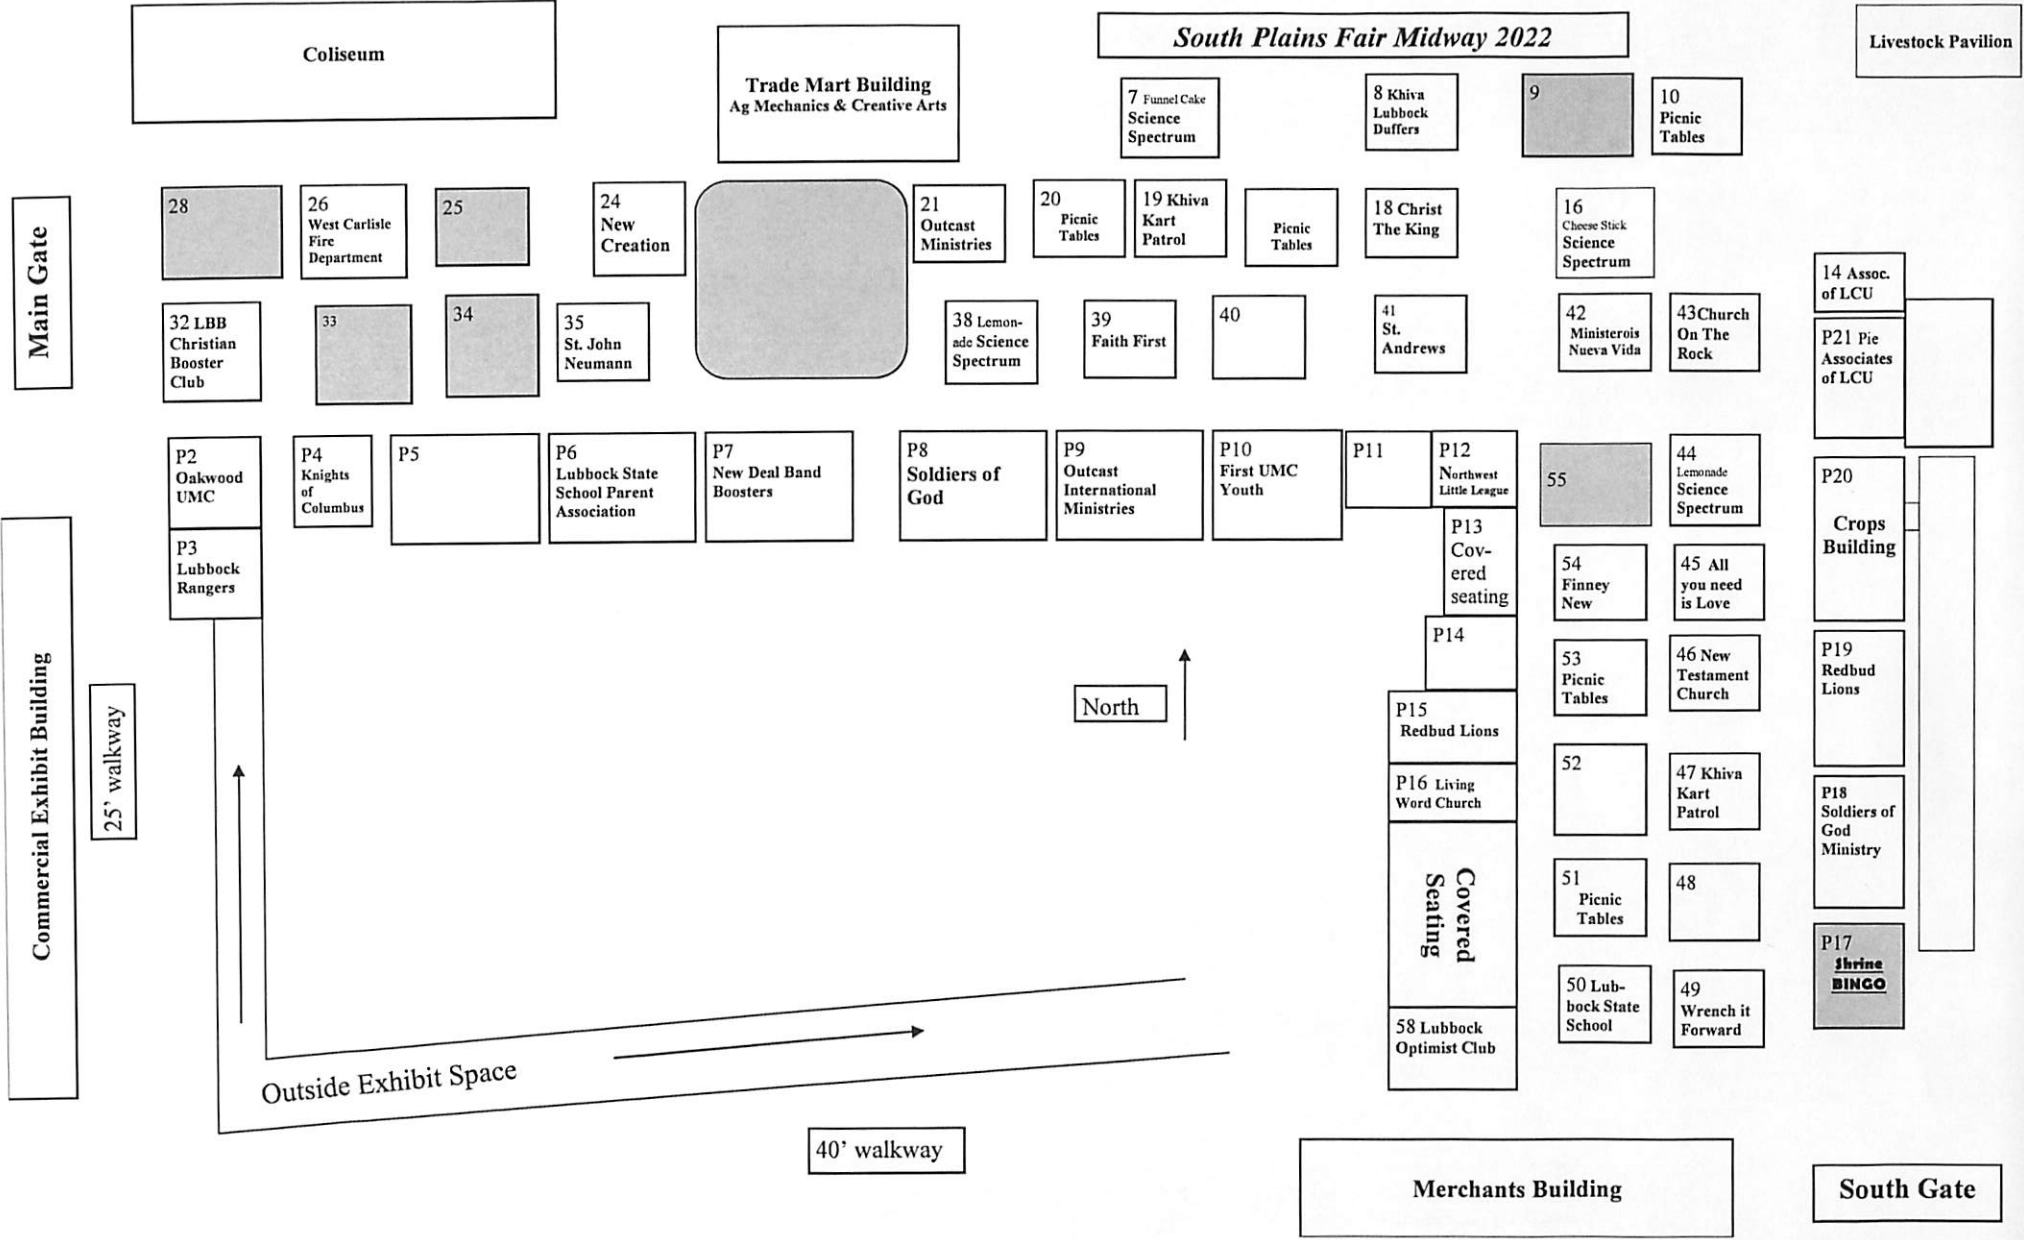 Coliseum
Trade Mart Building
Ag Mechanics & Creative Arts
South Plains Fair Midway 2022
Livestock Pavilion
7 Funnel Cake
Science
Spectrum
8 Khiva
Lubbock
Duffers
9
10
Picnic
Tables
Main Gate
28
26
West Carlisle
Fire
Department
25
24
New
Creation
21
Outcast
Ministries
20
Picnic
Tables
19 Khiva
Kart
Patrol
Picnic
Tables
18 Christ
The King
16
Cheese Stick
Science
Spectrum
14 Assoc.
of LCU
32 LBB
Christian
Booster
Club
33
34
35
St. John
Neumann
38 Lemon-
ade Science
Spectrum
39
Faith First
40
41
St.
Andrews
42
Ministerois
Nueva Vida
43Church
On The
Rock
P21 Pie
Associates
of LCU
P2
Oakwood
UMC
P3
Lubbock
Rangers
P4
Knights
of
Columbus
P5
P6
Lubbock State
School Parent
Association
P7
New Deal Band
Boosters
P8
Soldiers of
God
P9
Outcast
International
Ministries
P10
First UMC
Youth
P11
P12
Northwest
Little League
P13
Cov-
ered
seating
P14
P15
Redbud Lions
P16 Living
Word Church
Covered
Seating
58 Lubbock
Optimist Club
55
54
Finney
New
53
Picnic
Tables
52
51
Picnic
Tables
50 Lub-
bock State
School
44
Lemonade
Science
Spectrum
45 All
you need
is Love
46 New
Testament
Church
47 Khiva
Kart
Patrol
48
49
Wrench it
Forward
P20
Crops
Building
P19
Redbud
Lions
P18
Soldiers of
God
Ministry
P17
Shrine
BINGO
Commercial Exhibit Building
25' walkway
North
Outside Exhibit Space
40' walkway
Merchants Building
South Gate